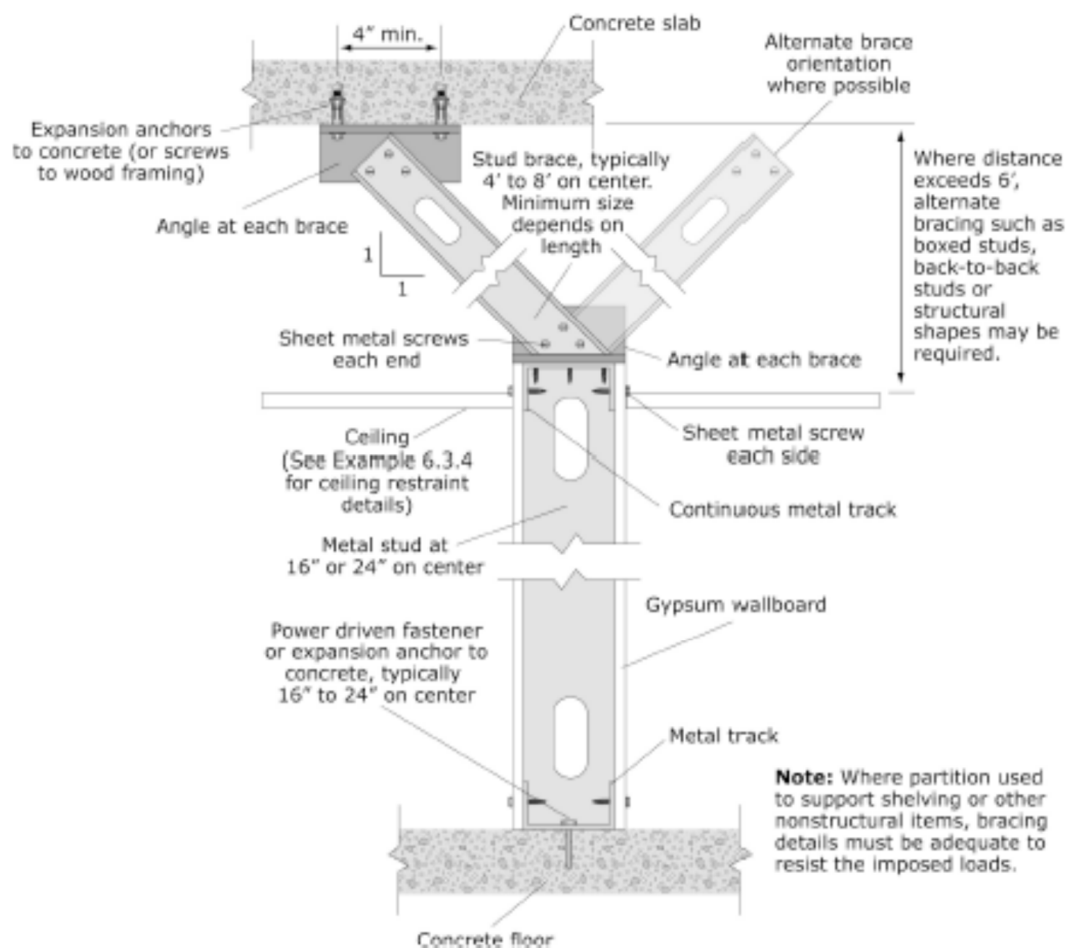 4” min.
Concrete slab
Alternate brace
orientation
where possible
Expansion anchors
to concrete (or screws
to wood framing)
Stud brace, typically
4’ to 8’ on center.
Minimum size
depends on
length
Where distance
exceeds 6’,
alternate
bracing such as
boxed studs,
back-to-back
studs or
structural
shapes may be
required.
Angle at each brace
1
1
Sheet metal screws
each end
Angle at each brace
Ceiling
(See Example 6.3.4
for ceiling restraint
details)
Sheet metal screw
each side
Continuous metal track
Metal stud at
16” or 24” on center
Gypsum wallboard
Power driven fastener
or expansion anchor to
concrete, typically
16” to 24” on center
Metal track
Note: Where partition used
to support shelving or other
nonstructural items, bracing
details must be adequate to
resist the imposed loads.
Concrete floor